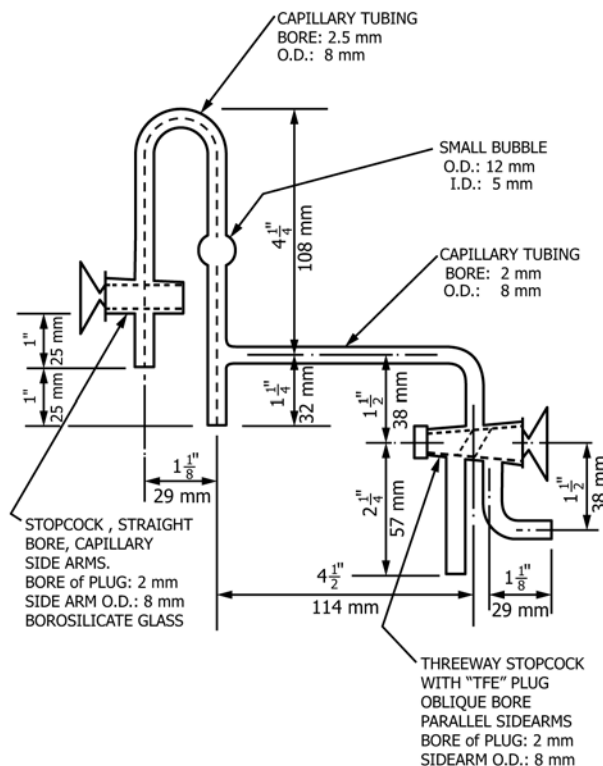 CAPILLARY TUBING
BORE: 2.5 mm
O.D.: 8 mm
SMALL BUBBLE
O.D.: 12 mm
I.D.: 5 mm
4 1/4"
108 mm
CAPILLARY TUBING
BORE: 2 mm
O.D.: 8 mm
1"
25 mm
1"
25 mm
1 1/4"
32 mm
1 1/2"
38 mm
1 1/8"
29 mm
2 1/4"
57 mm
1 1/2"
38 mm
STOPCOCK , STRAIGHT
BORE, CAPILLARY
SIDE ARMS.
BORE of PLUG: 2 mm
SIDE ARM O.D.: 8 mm
BOROSILICATE GLASS
4 1/2"
114 mm
1 1/8"
29 mm
THREEWAY STOPCOCK
WITH "TFE" PLUG
OBLIQUE BORE
PARALLEL SIDEARMS
BORE of PLUG: 2 mm
SIDEARM O.D.: 8 mm